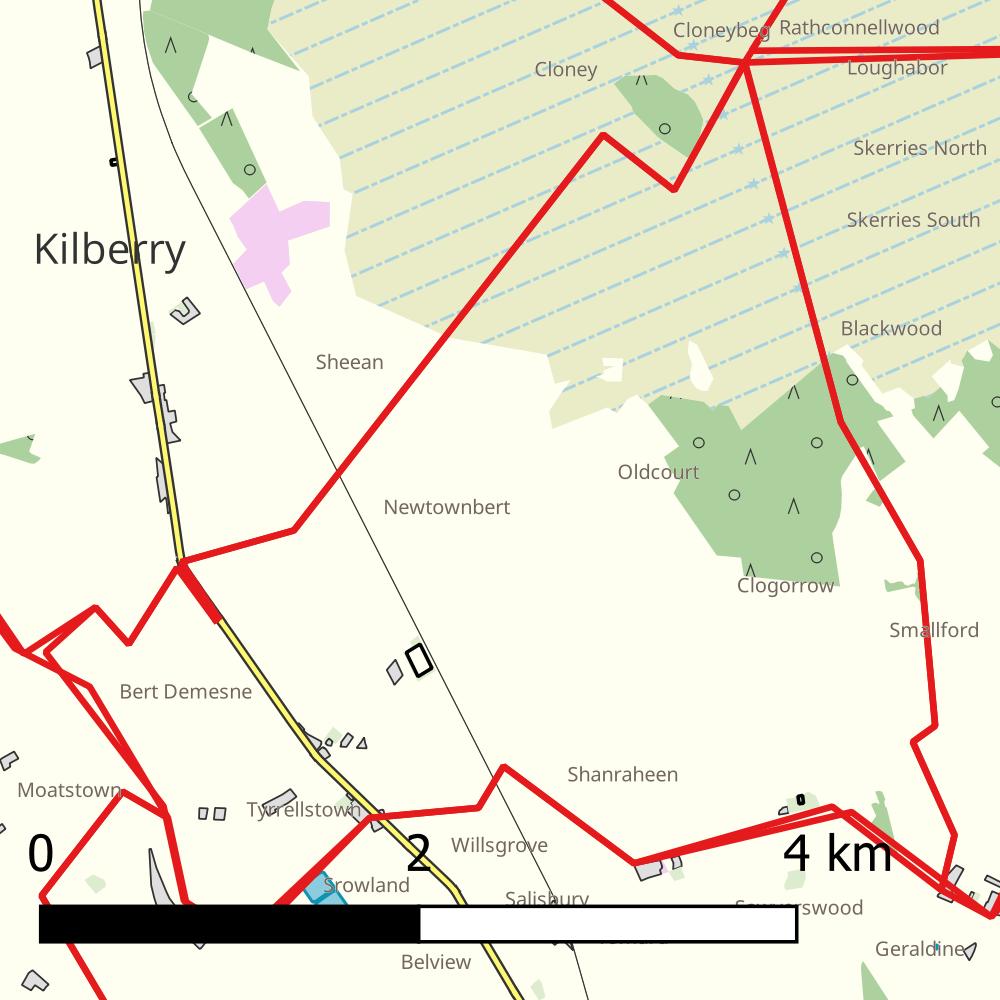 Cloneybeg
Rathconnellwood
Cloney
Loughabor
Skerries North
Skerries South
Kilberry
Blackwood
Sheean
Oldcourt
Newtownbert
Clogorrow
Smallford
Bert Demesne
Shanraheen
Moatstown
Tyrrellstown
Willsgrove
0
2
4 km
Srowland
Salisbury
Geraldine
Belview